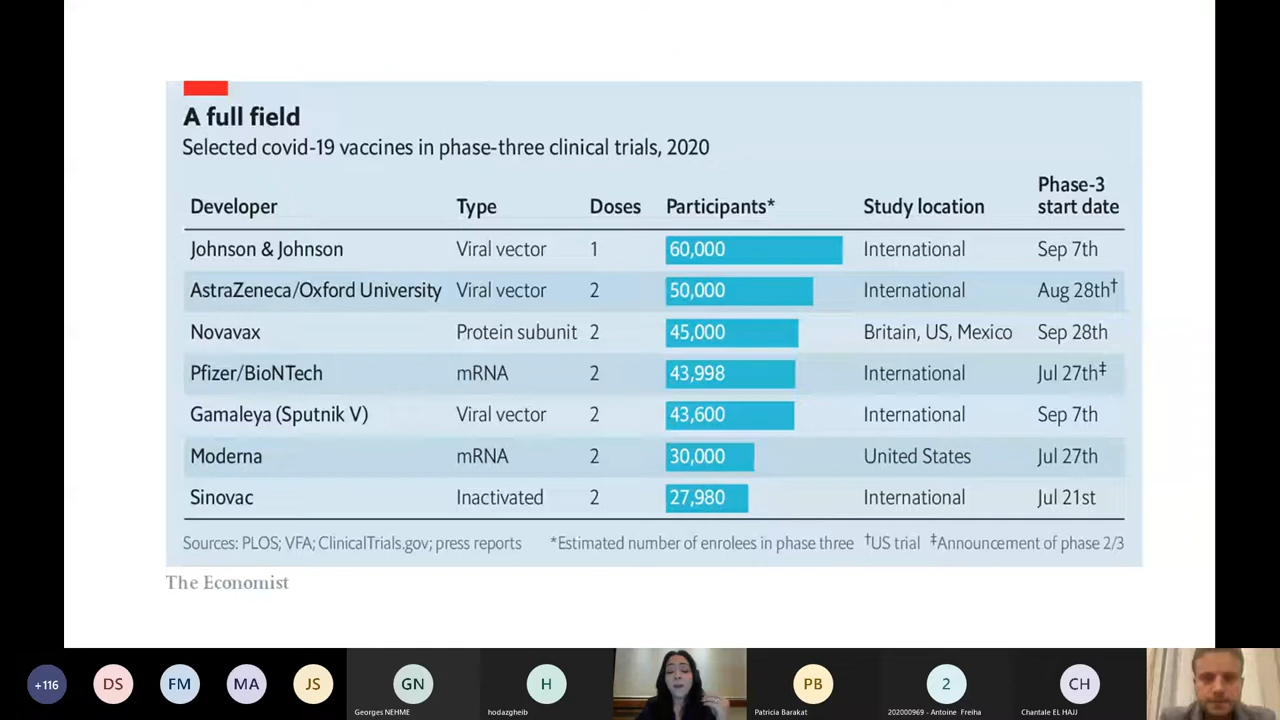 A full field
Selected covid-19 vaccines in phase-three clinical trials, 2020
Developer Type Doses Participants* Study location Phase-3 start date
Johnson & Johnson Viral vector 1 60,000 International Sep 7th
AstraZeneca/Oxford University Viral vector 2 50,000 International Aug 28th†
Novavax Protein subunit 2 45,000 Britain, US, Mexico Sep 28th
Pfizer/BioNTech mRNA 2 43,998 International Jul 27th‡
Gamaleya (Sputnik V) Viral vector 2 43,600 International Sep 7th
Moderna mRNA 2 30,000 United States Jul 27th
Sinovac Inactivated 2 27,980 International Jul 21st
Sources: PLOS; VFA; ClinicalTrials.gov; press reports *Estimated number of enrolees in phase three †US trial ‡Announcement of phase 2/3
The Economist
+116 DS FM MA JS GN H PB 2 CH
Georges NEHME hodazgheib Patricia Barakat 202000969 - Antoine Freiha Chantale EL HAJJ